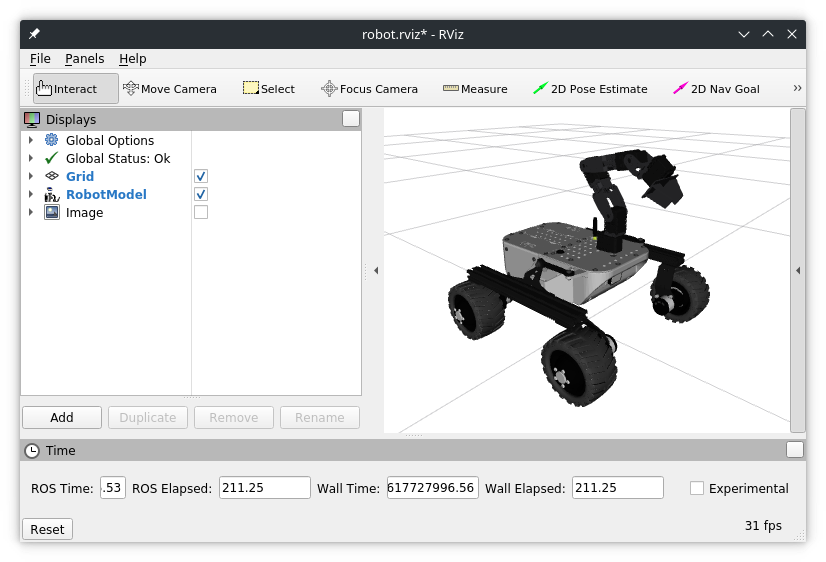 robot.rviz* - RViz
File Panels Help
Interact Move Camera Select Focus Camera Measure 2D Pose Estimate 2D Nav Goal »
Displays
Global Options
Global Status: Ok
Grid
RobotModel
Image
Add Duplicate Remove Rename
Time
ROS Time: .53 ROS Elapsed: 211.25 Wall Time: 617727996.56 Wall Elapsed: 211.25 Experimental
Reset 31 fps